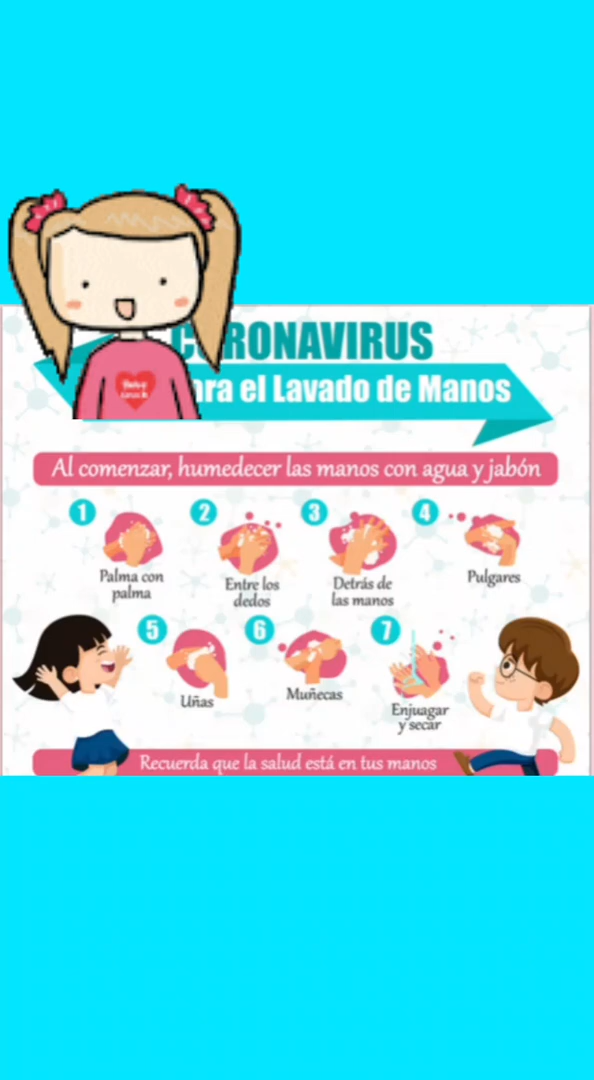 CORONAVIRUS
ara el Lavado de Manos
Al comenzar, humedecer las manos con agua y jabón
1 2 3 4
Palma con
palma
Entre los
dedos
Detrás de
las manos
Pulgares
5 6 7
Uñas
Muñecas
Enjuagar
y secar
Recuerda que la salud está en tus manos